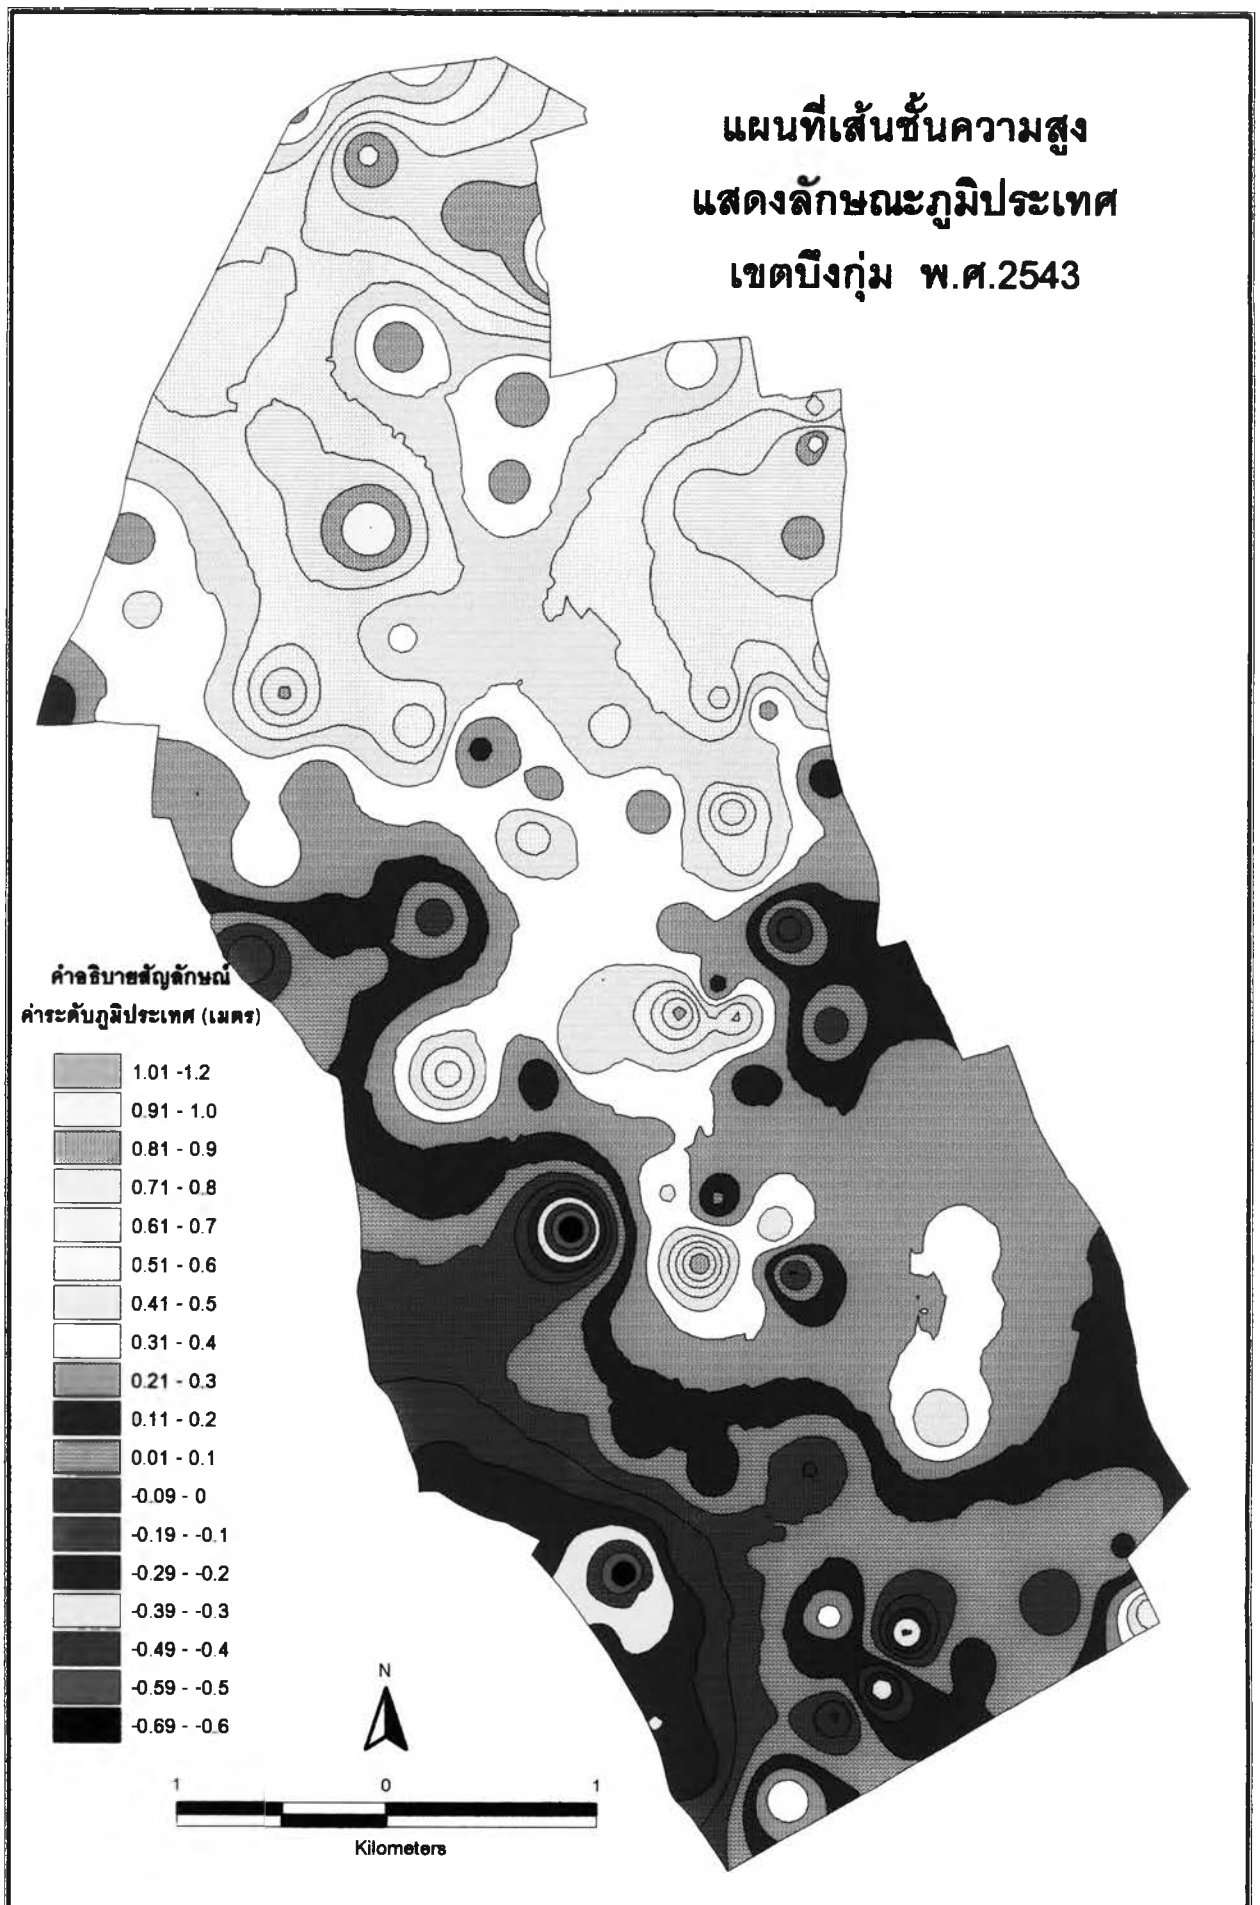 แผนที่เส้นชั้นความสูง
แสดงลักษณะภูมิประเทศ
เขตบึงกุ่ม พ.ศ.2543
คำอธิบายสัญลักษณ์
ค่าระดับภูมิประเทศ (เมตร)
1.01 -1.2
0.91 - 1.0
0.81 - 0.9
0.71 - 0.8
0.61 - 0.7
0.51 - 0.6
0.41 - 0.5
0.31 - 0.4
0.21 - 0.3
0.11 - 0.2
0.01 - 0.1
-0.09 - 0
-0.19 - -0.1
-0.29 - -0.2
-0.39 - -0.3
-0.49 - -0.4
-0.59 - -0.5
-0.69 - -0.6
N
1 0 1
Kilometers